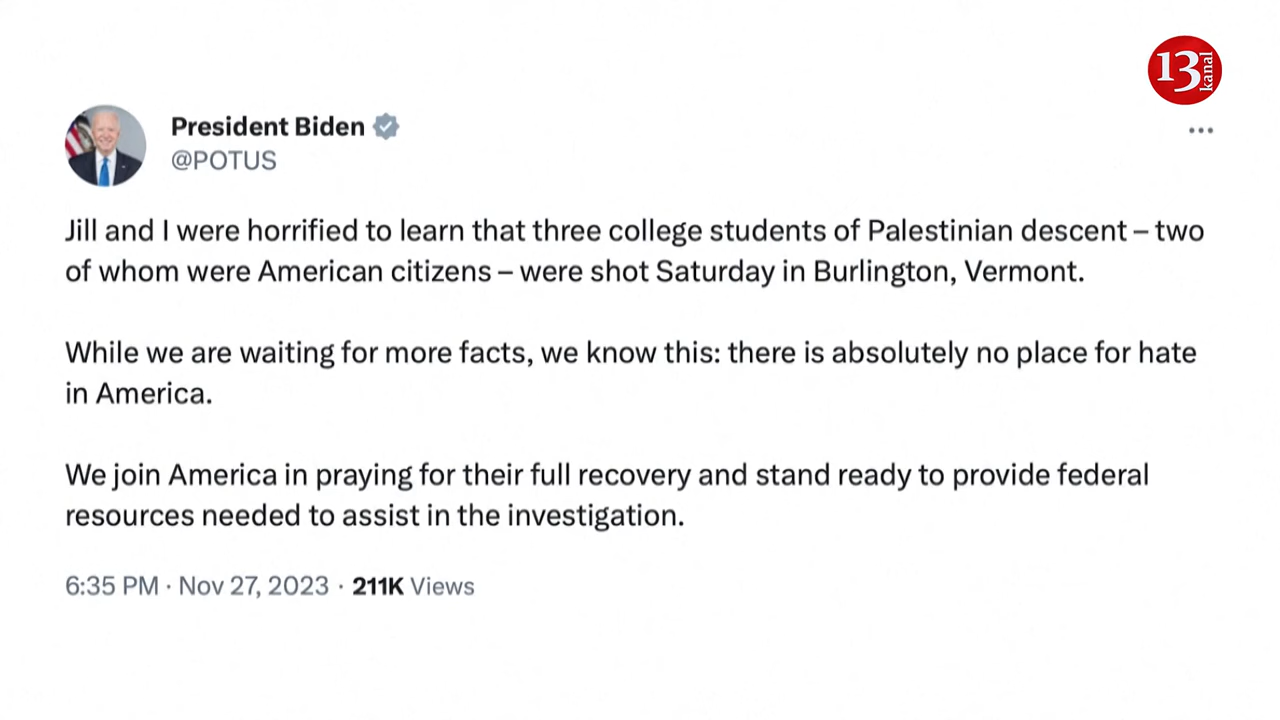 13
kanal
President Biden
@POTUS
Jill and I were horrified to learn that three college students of Palestinian descent – two
of whom were American citizens – were shot Saturday in Burlington, Vermont.
While we are waiting for more facts, we know this: there is absolutely no place for hate
in America.
We join America in praying for their full recovery and stand ready to provide federal
resources needed to assist in the investigation.
6:35 PM · Nov 27, 2023 · 211K Views